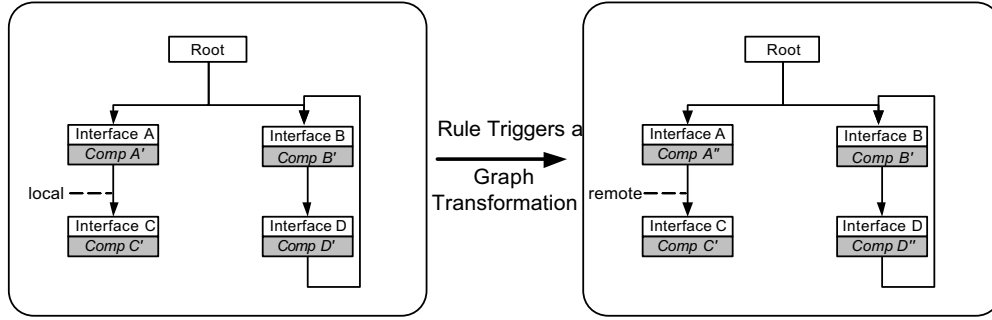 Root
Interface A
Comp A'
Interface B
Comp B'
local
Interface C
Comp C'
Interface D
Comp D'
Rule Triggers a
Graph
Transformation
Root
Interface A
Comp A''
Interface B
Comp B'
remote
Interface C
Comp C'
Interface D
Comp D''